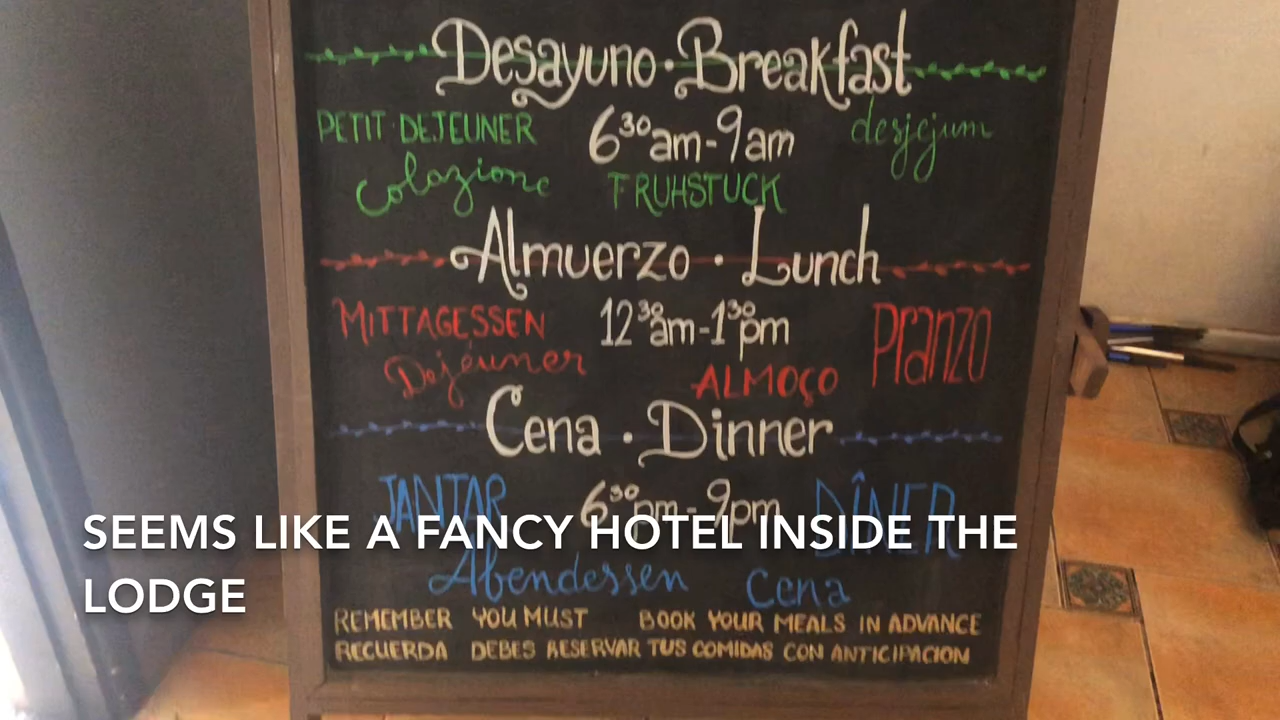 Desayuno · Breakfast
PETIT·DEJEUNER 6³⁰am-9am desjejum
colazione FRUHSTUCK
Almuerzo · Lunch
MITTAGESSEN 12³⁰am-1³⁰pm Pranzo
Dejéuner ALMOÇO
Cena · Dinner
JANTAR 6³⁰pm-9pm DÎNER
SEEMS LIKE A FANCY HOTEL INSIDE THE
LODGE
Abendessen Cena
REMEMBER YOU MUST BOOK YOUR MEALS IN ADVANCE
RECUERDA DEBES RESERVAR TUS COMIDAS CON ANTICIPACION